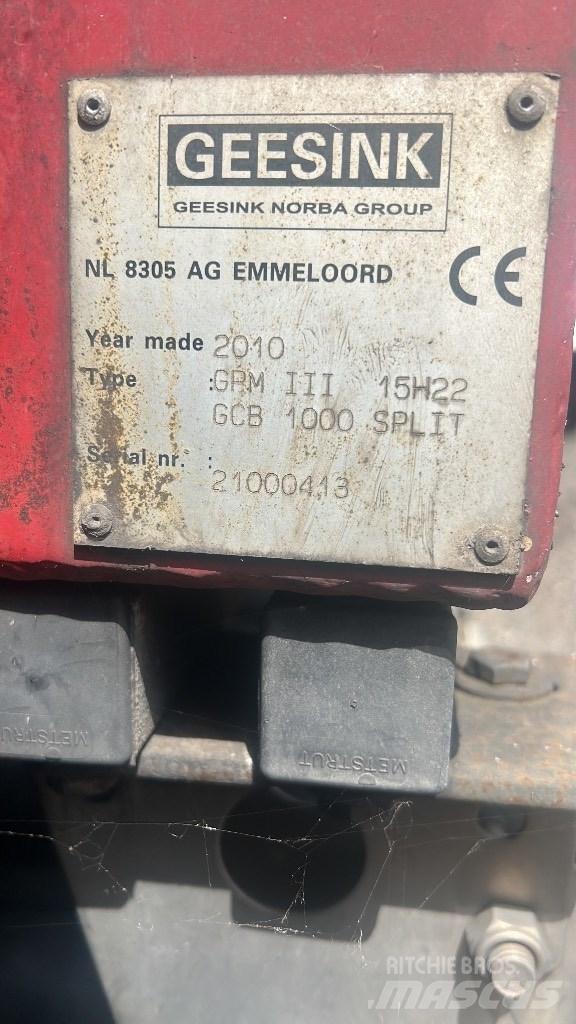 GEESINK
GEESINK NORBA GROUP
NL 8305 AG EMMELOORD CE
Year made 2010
Type : GPM III 15H22
GCB 1000 SPLIT
Serial nr. :
21000413
METSTRUT
METSTRUT
RITCHIE BROS.
MASCUS